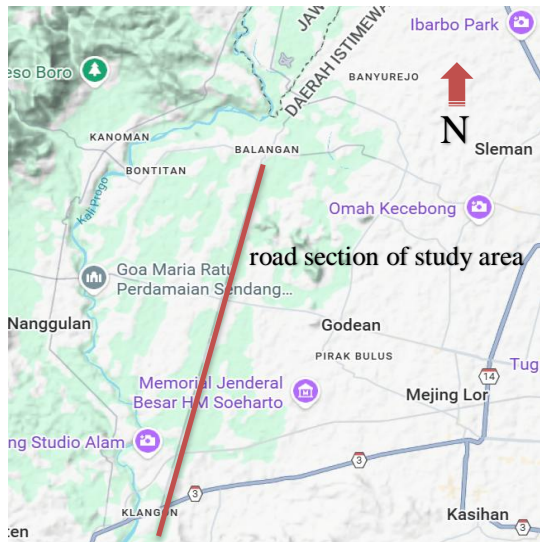 JAW
Ibarbo Park
DAERAH ISTIMEWA
eso Boro
BANYUREJO
N
KANOMAN
BALANGAN
Sleman
BONTITAN
Kali Progo
Omah Kecebong
road section of study area
Goa Maria Ratu
Perdamaian Sendang...
Nanggulan
Godean
PIRAK BULUS
Tug
14
Memorial Jenderal
Besar HM Soeharto
Mejing Lor
ng Studio Alam
3
3
KLANGON
Kasihan
ten
3